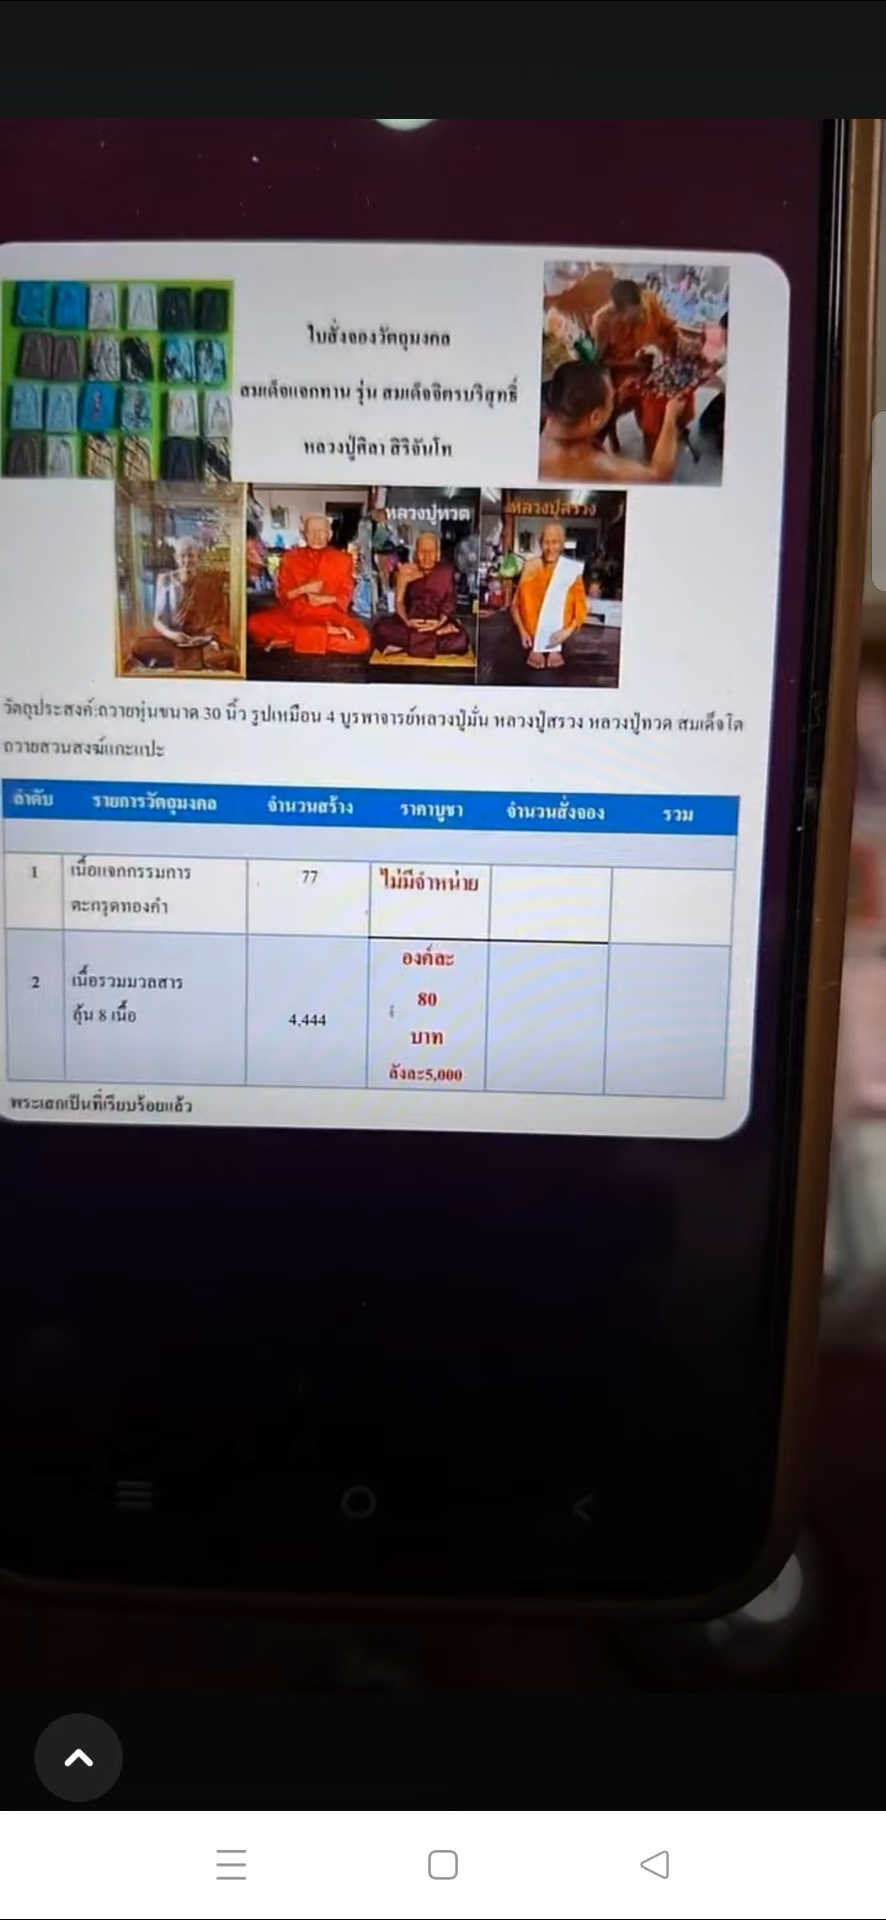 ใบสั่งจองวัตถุมงคล
สมเด็จแจกทาน รุ่น สมเด็จจิตรบริสุทธิ์
หลวงปู่ศิลา สิริจันโท
หลวงปู่ทวด
หลวงปู่สรวง
วัตถุประสงค์:ถวายหุ่นขนาด 30 นิ้ว รูปเหมือน 4 บูรพาจารย์หลวงปู่มั่น หลวงปู่สรวง หลวงปู่ทวด สมเด็จโต
ถวายสวนสงฆ์แกะแปะ
ลำดับ รายการวัตถุมงคล จำนวนสร้าง ราคาบูชา จำนวนสั่งจอง รวม
1 เนื้อแจกกรรมการ 77 ไม่มีจำหน่าย
ตะกรุดทองคำ
2 เนื้อรวมมวลสาร 4,444 องค์ละ
ลุ้น 8 เนื้อ 80
บาท
ลังละ5,000
พระเสกเป็นที่เรียบร้อยแล้ว